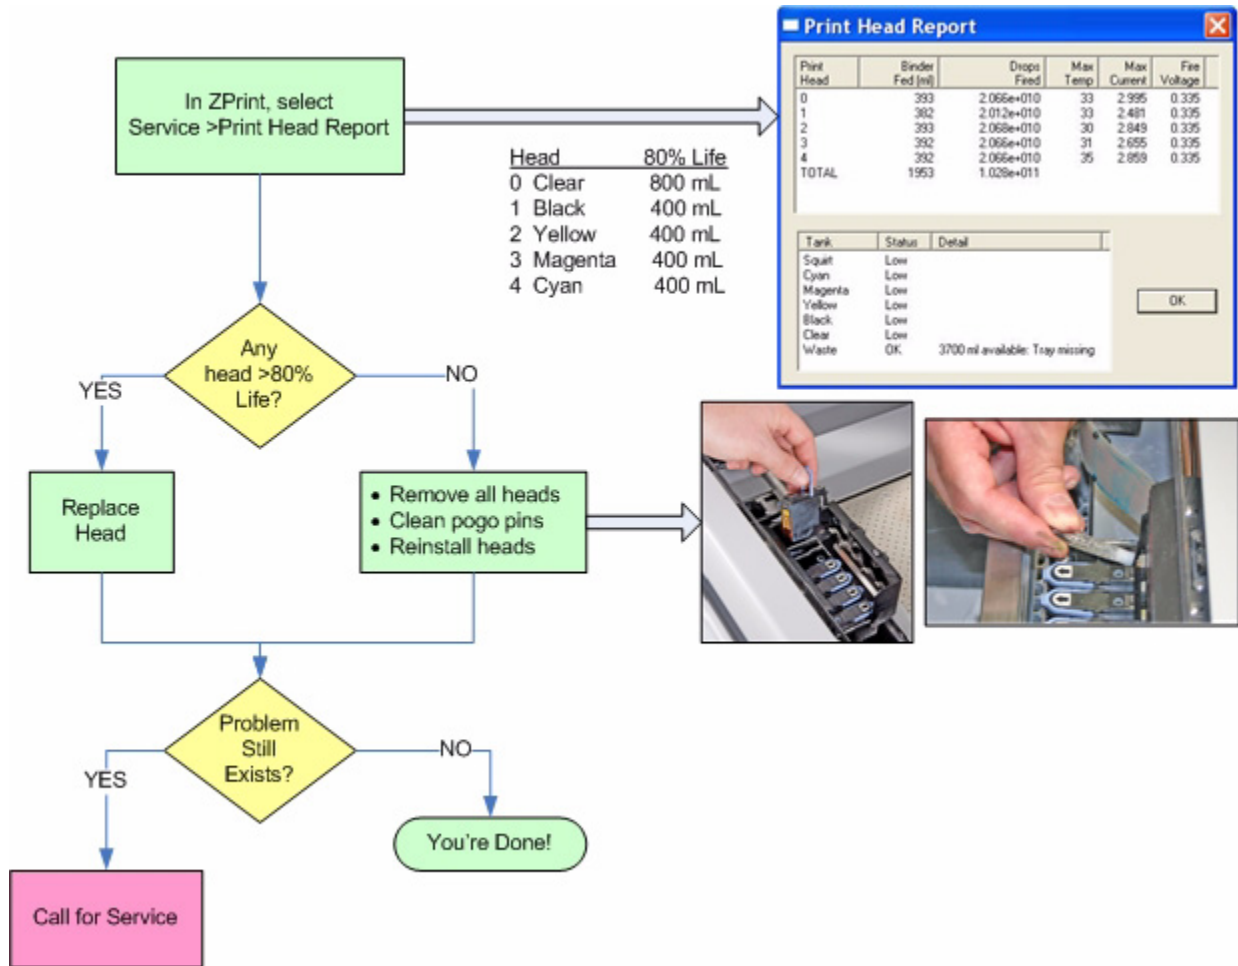 In ZPrint, select
Service >Print Head Report
Head 80% Life
0 Clear 800 mL
1 Black 400 mL
2 Yellow 400 mL
3 Magenta 400 mL
4 Cyan 400 mL
Print Head Report
Print Head Binder Fed (ml) Drops Fired Max Temp Max Current Fire Voltage
0 393 2.066e+010 33 2.995 0.335
1 382 2.012e+010 33 2.481 0.335
2 393 2.068e+010 30 2.849 0.335
3 392 2.066e+010 31 2.655 0.335
4 392 2.066e+010 35 2.859 0.335
TOTAL 1953 1.028e+011
Tank Status Detail
Squirt Low
Cyan Low
Magenta Low
Yellow Low
Black Low
Clear Low
Waste OK 3700 ml available: Tray missing
OK
Any
head >80%
Life?
YES
NO
Replace
Head
• Remove all heads
• Clean pogo pins
• Reinstall heads
Problem
Still
Exists?
YES
NO
You're Done!
Call for Service